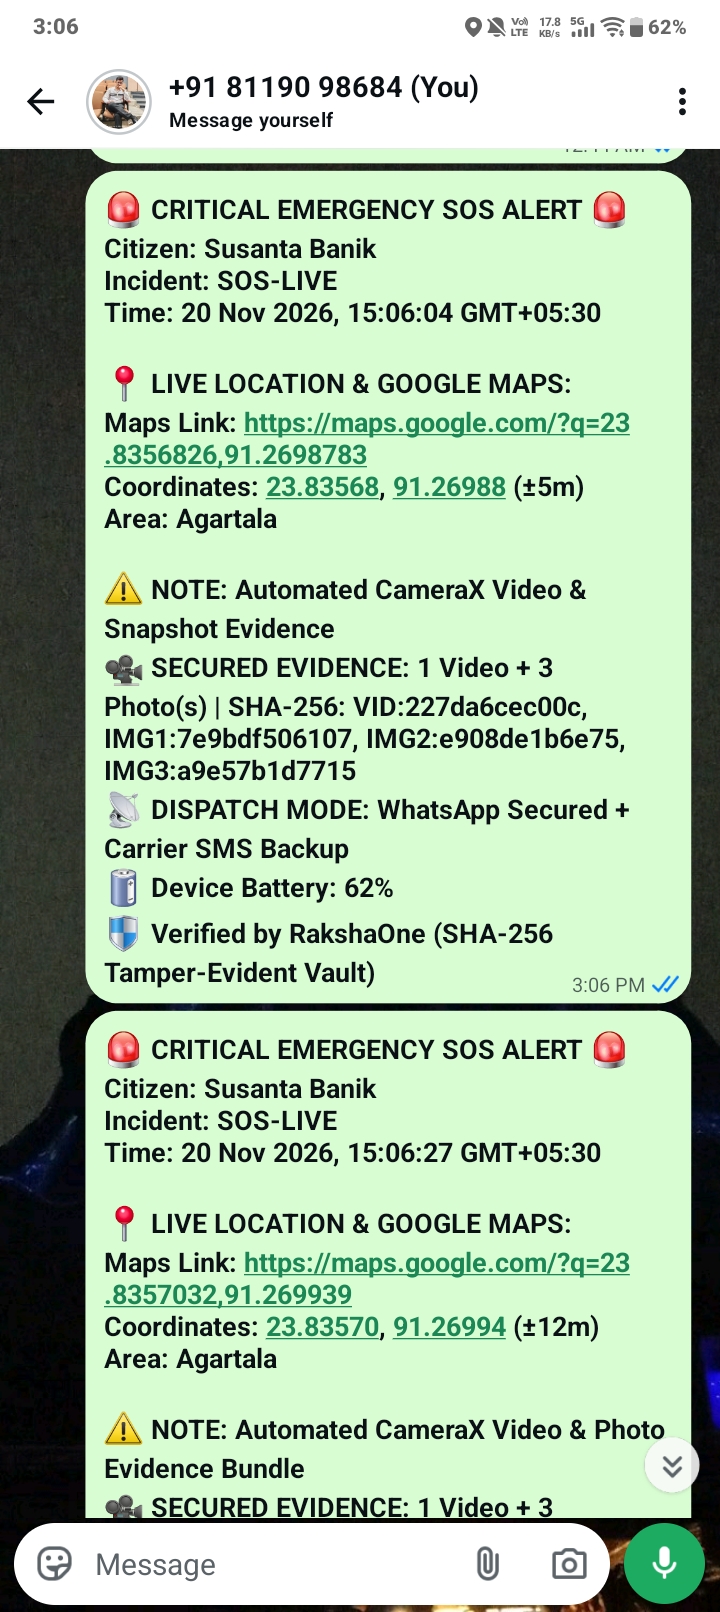 3:06
Vo) LTE 17.8 KB/s 5G 62%
+91 81190 98684 (You)
Message yourself
🚨 CRITICAL EMERGENCY SOS ALERT 🚨
Citizen: Susanta Banik
Incident: SOS-LIVE
Time: 20 Nov 2026, 15:06:04 GMT+05:30
📍 LIVE LOCATION & GOOGLE MAPS:
Maps Link: https://maps.google.com/?q=23
.8356826,91.2698783
Coordinates: 23.83568, 91.26988 (±5m)
Area: Agartala
⚠️ NOTE: Automated CameraX Video &
Snapshot Evidence
🎥 SECURED EVIDENCE: 1 Video + 3
Photo(s) | SHA-256: VID:227da6cec00c,
IMG1:7e9bdf506107, IMG2:e908de1b6e75,
IMG3:a9e57b1d7715
📡 DISPATCH MODE: WhatsApp Secured +
Carrier SMS Backup
🔋 Device Battery: 62%
🛡️ Verified by RakshaOne (SHA-256
Tamper-Evident Vault)
3:06 PM
🚨 CRITICAL EMERGENCY SOS ALERT 🚨
Citizen: Susanta Banik
Incident: SOS-LIVE
Time: 20 Nov 2026, 15:06:27 GMT+05:30
📍 LIVE LOCATION & GOOGLE MAPS:
Maps Link: https://maps.google.com/?q=23
.8357032,91.269939
Coordinates: 23.83570, 91.26994 (±12m)
Area: Agartala
⚠️ NOTE: Automated CameraX Video & Photo
Evidence Bundle
🎥 SECURED EVIDENCE: 1 Video + 3
Message